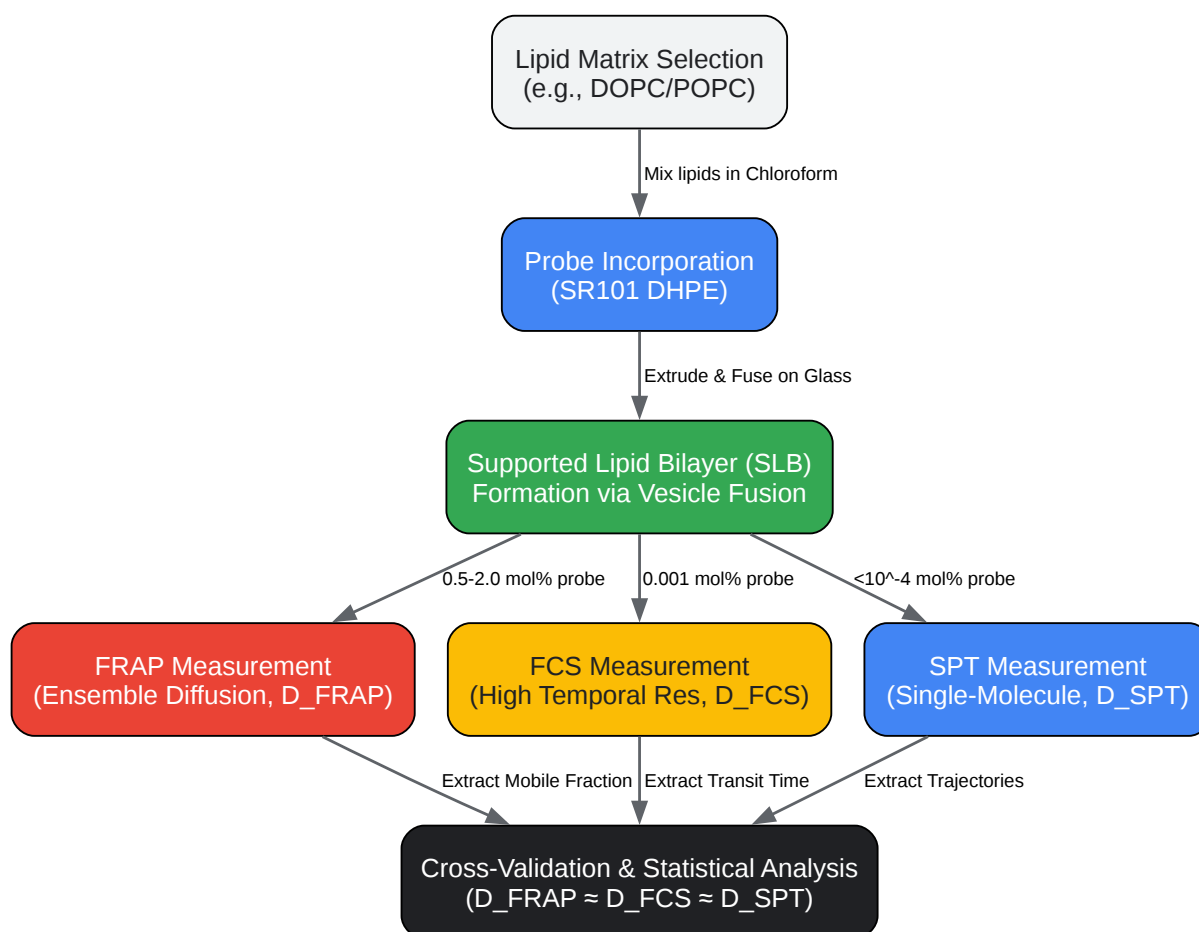 Lipid Matrix Selection
(e.g., DOPC/POPC)
Mix lipids in Chloroform
Probe Incorporation
(SR101 DHPE)
Extrude & Fuse on Glass
Supported Lipid Bilayer (SLB)
Formation via Vesicle Fusion
0.5-2.0 mol% probe
0.001 mol% probe
<10^-4 mol% probe
FRAP Measurement
(Ensemble Diffusion, D_FRAP)
FCS Measurement
(High Temporal Res, D_FCS)
SPT Measurement
(Single-Molecule, D_SPT)
Extract Mobile Fraction
Extract Transit Time
Extract Trajectories
Cross-Validation & Statistical Analysis
(D_FRAP ≈ D_FCS ≈ D_SPT)